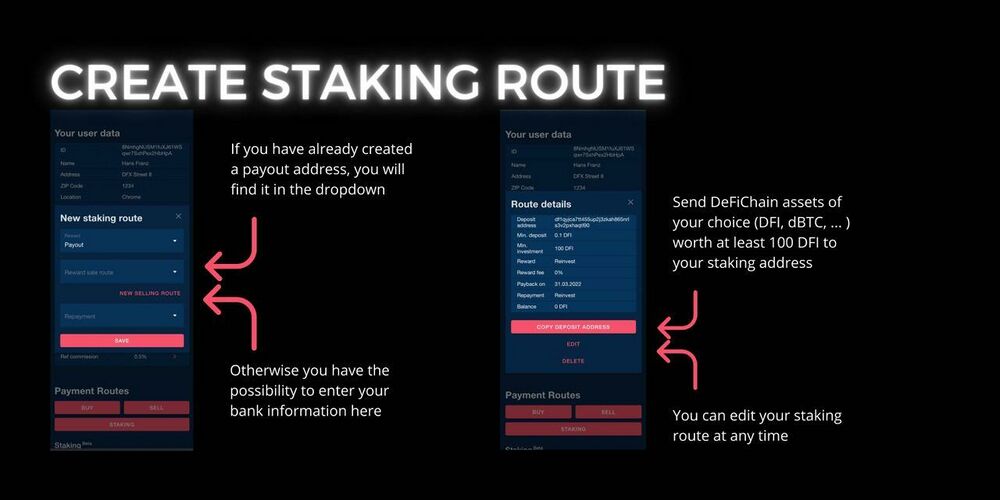 CREATE STAKING ROUTE
Your user data
ID
8NmhgNUSM1fuXJ61WS
qwr7SxhPex2HbHpA
Name Hans Franz
Address DFX Street 8
ZIP Code 1234
Location Chrome
New staking route
Reward
Payout
Reward sale route
NEW SELLING ROUTE
Repayment
SAVE
Ref commission 0.5%
Payment Routes
BUY SELL
STAKING
Staking Beta
If you have already created
a payout address, you will
find it in the dropdown
Otherwise you have the
possibility to enter your
bank information here
Your user data
ID
8NmhgNUSM1fuXJ61WS
qwr7SxhPex2HbHpA
Name Hans Franz
Address DFX Street 8
ZIP Code 1234
Route details
Deposit
address
Min. deposit 0.1 DFI
Min.
investment
100 DFI
Reward Reinvest
Reward fee 0%
Payback on 31.03.2022
Repayment Reinvest
Balance 0 DFI
COPY DEPOSIT ADDRESS
EDIT
DELETE
Payment Routes
BUY SELL
STAKING
Staking Beta
Send DeFiChain assets of
your choice (DFI, dBTC, ... )
worth at least 100 DFI to
your staking address
You can edit your staking
route at any time